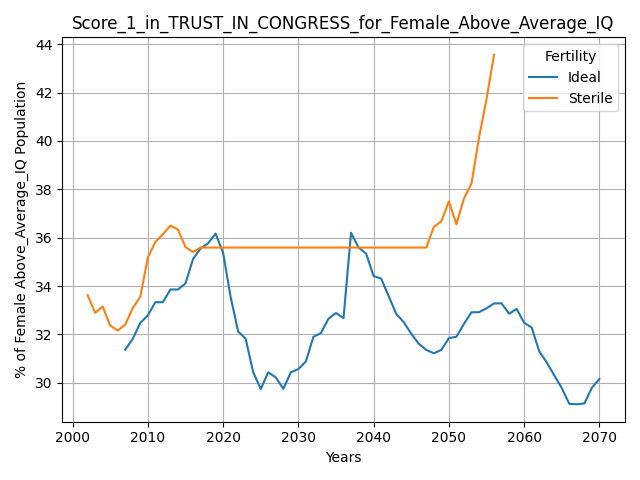 Score_1_in_TRUST_IN_CONGRESS_for_Female_Above_Average_IQ
% of Female Above_Average_IQ Population
44
42
40
38
36
34
32
30
Fertility
Ideal
Sterile
2000 2010 2020 2030 2040 2050 2060 2070
Years